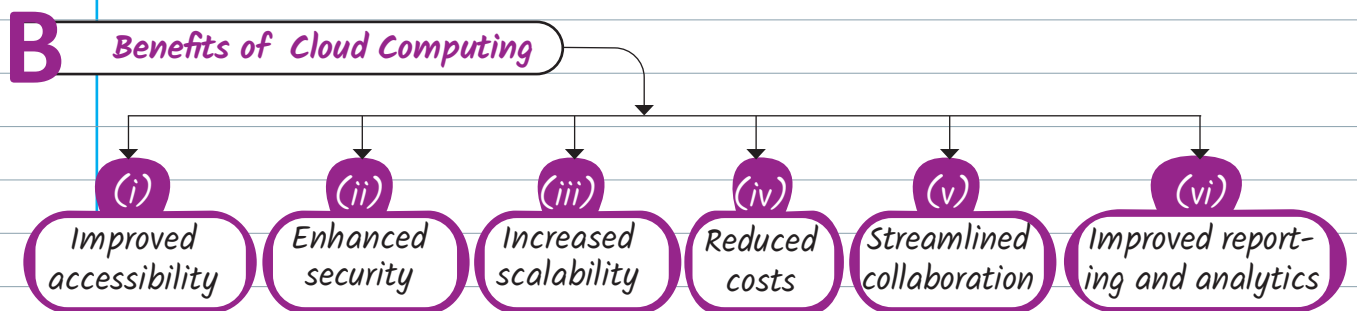 B
Benefits of Cloud Computing
(i)
Improved
accessibility
(ii)
Enhanced
security
(iii)
Increased
scalability
(iv)
Reduced
costs
(v)
Streamlined
collaboration
(vi)
Improved report-
ing and analytics